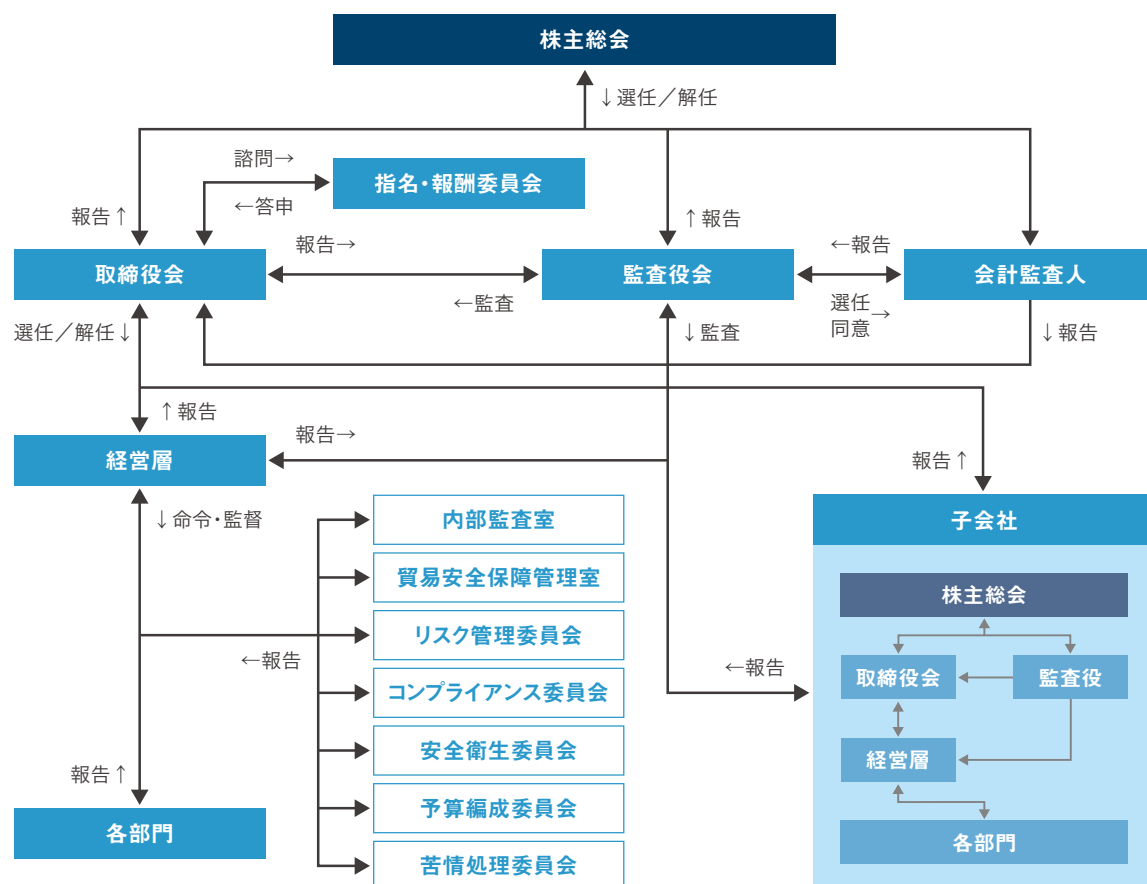 株主総会
↓選任／解任
諮問→
指名・報酬委員会
←答申
報告↑
↑報告
報告→
←報告
取締役会
監査役会
会計監査人
←監査
選任
同意→
選任／解任↓
↓監査
↓報告
↑報告
報告→
経営層
報告↑
↓命令・監督
内部監査室
子会社
貿易安全保障管理室
株主総会
リスク管理委員会
←報告
←報告
取締役会
監査役
コンプライアンス委員会
安全衛生委員会
経営層
報告↑
予算編成委員会
各部門
各部門
苦情処理委員会